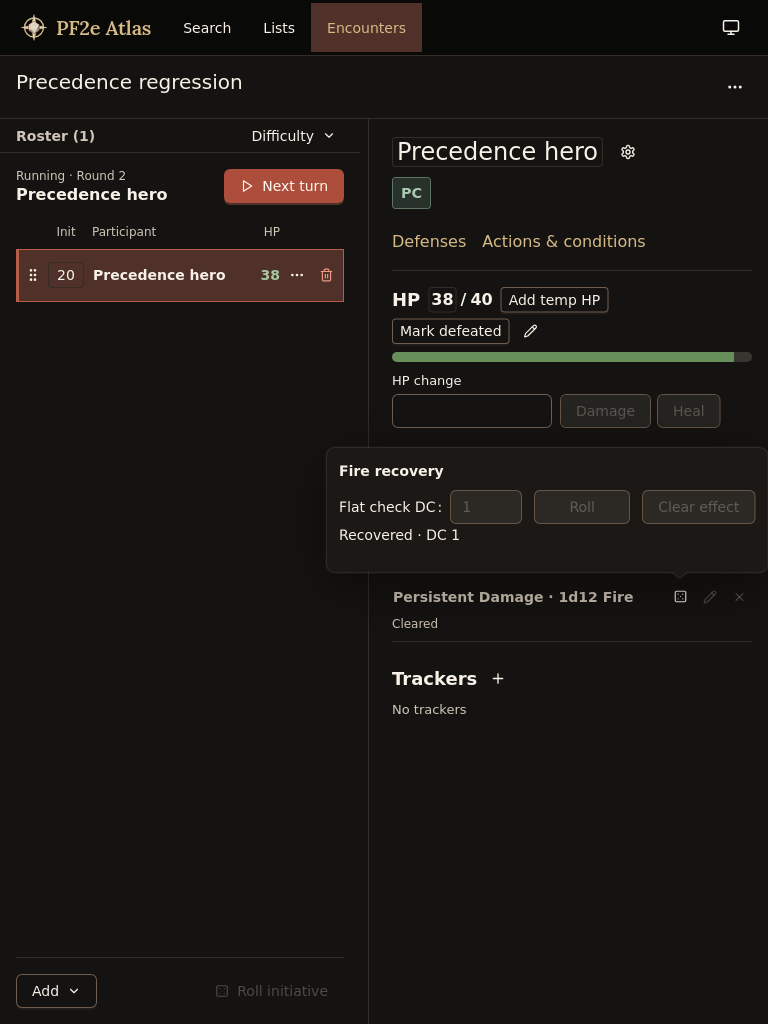 PF2e Atlas Search Lists Encounters
Precedence regression
Roster (1) Difficulty
Running · Round 2
Precedence hero
Next turn
Init Participant HP
20 Precedence hero 38
Add
Roll initiative
Precedence hero
PC
Defenses Actions & conditions
HP 38 / 40 Add temp HP
Mark defeated
HP change
Damage Heal
Fire recovery
Flat check DC: 1 Roll Clear effect
Recovered · DC 1
Persistent Damage · 1d12 Fire
Cleared
Trackers
No trackers